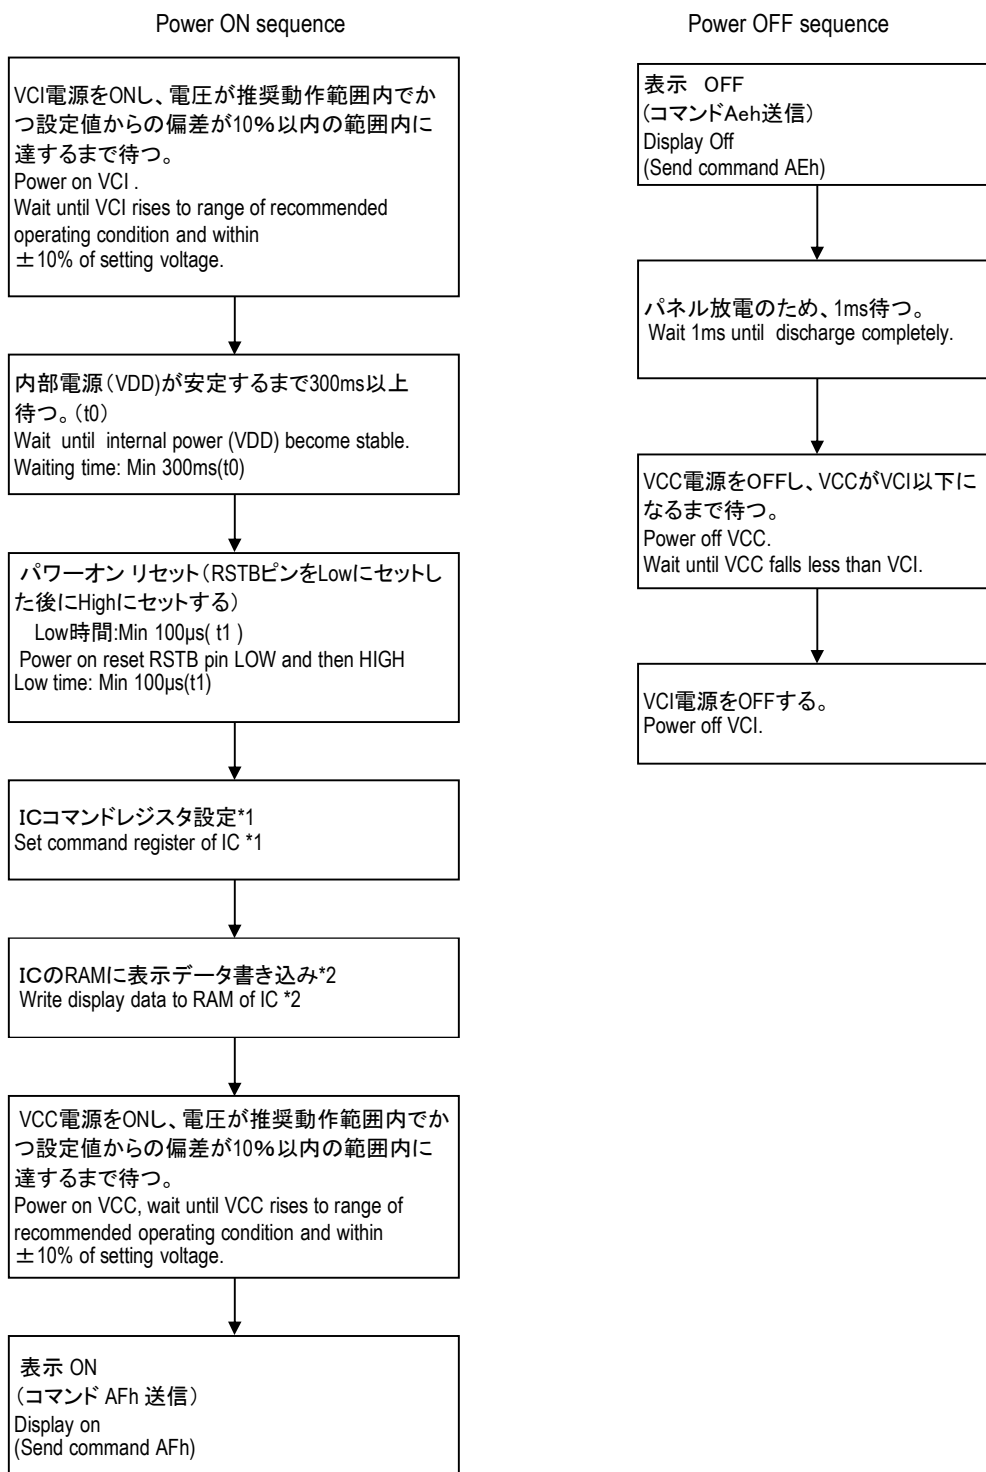 Power ON sequence
VCI電源をONし、電圧が推奨動作範囲内でか
つ設定値からの偏差が10%以内の範囲内に
達するまで待つ。
Power on VCI .
Wait until VCI rises to range of recommended
operating condition and within
±10% of setting voltage.
内部電源(VDD)が安定するまで300ms以上
待つ。(t0)
Wait until internal power (VDD) become stable.
Waiting time: Min 300ms(t0)
パワーオン リセット(RSTBピンをLowにセットし
た後にHighにセットする)
Low時間:Min 100µs( t1 )
Power on reset RSTB pin LOW and then HIGH
Low time: Min 100µs(t1)
ICコマンドレジスタ設定*1
Set command register of IC *1
ICのRAMに表示データ書き込み*2
Write display data to RAM of IC *2
VCC電源をONし、電圧が推奨動作範囲内でか
つ設定値からの偏差が10%以内の範囲内に
達するまで待つ。
Power on VCC, wait until VCC rises to range of
recommended operating condition and within
±10% of setting voltage.
表示 ON
(コマンド AFh 送信)
Display on
(Send command AFh)
Power OFF sequence
表示 OFF
(コマンドAeh送信)
Display Off
(Send command AEh)
パネル放電のため、1ms待つ。
Wait 1ms until discharge completely.
VCC電源をOFFし、VCCがVCI以下に
なるまで待つ。
Power off VCC.
Wait until VCC falls less than VCI.
VCI電源をOFFする。
Power off VCI.